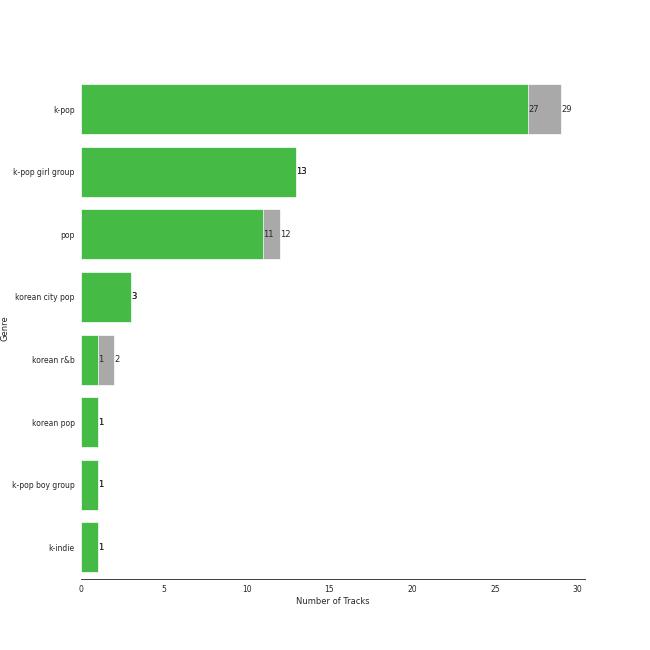 k-pop 27 29
k-pop girl group 13
pop 11 12
korean city pop 3
Genre
korean r&b 1 2
korean pop 1
k-pop boy group 1
k-indie 1
0 5 10 15 20 25 30
Number of Tracks